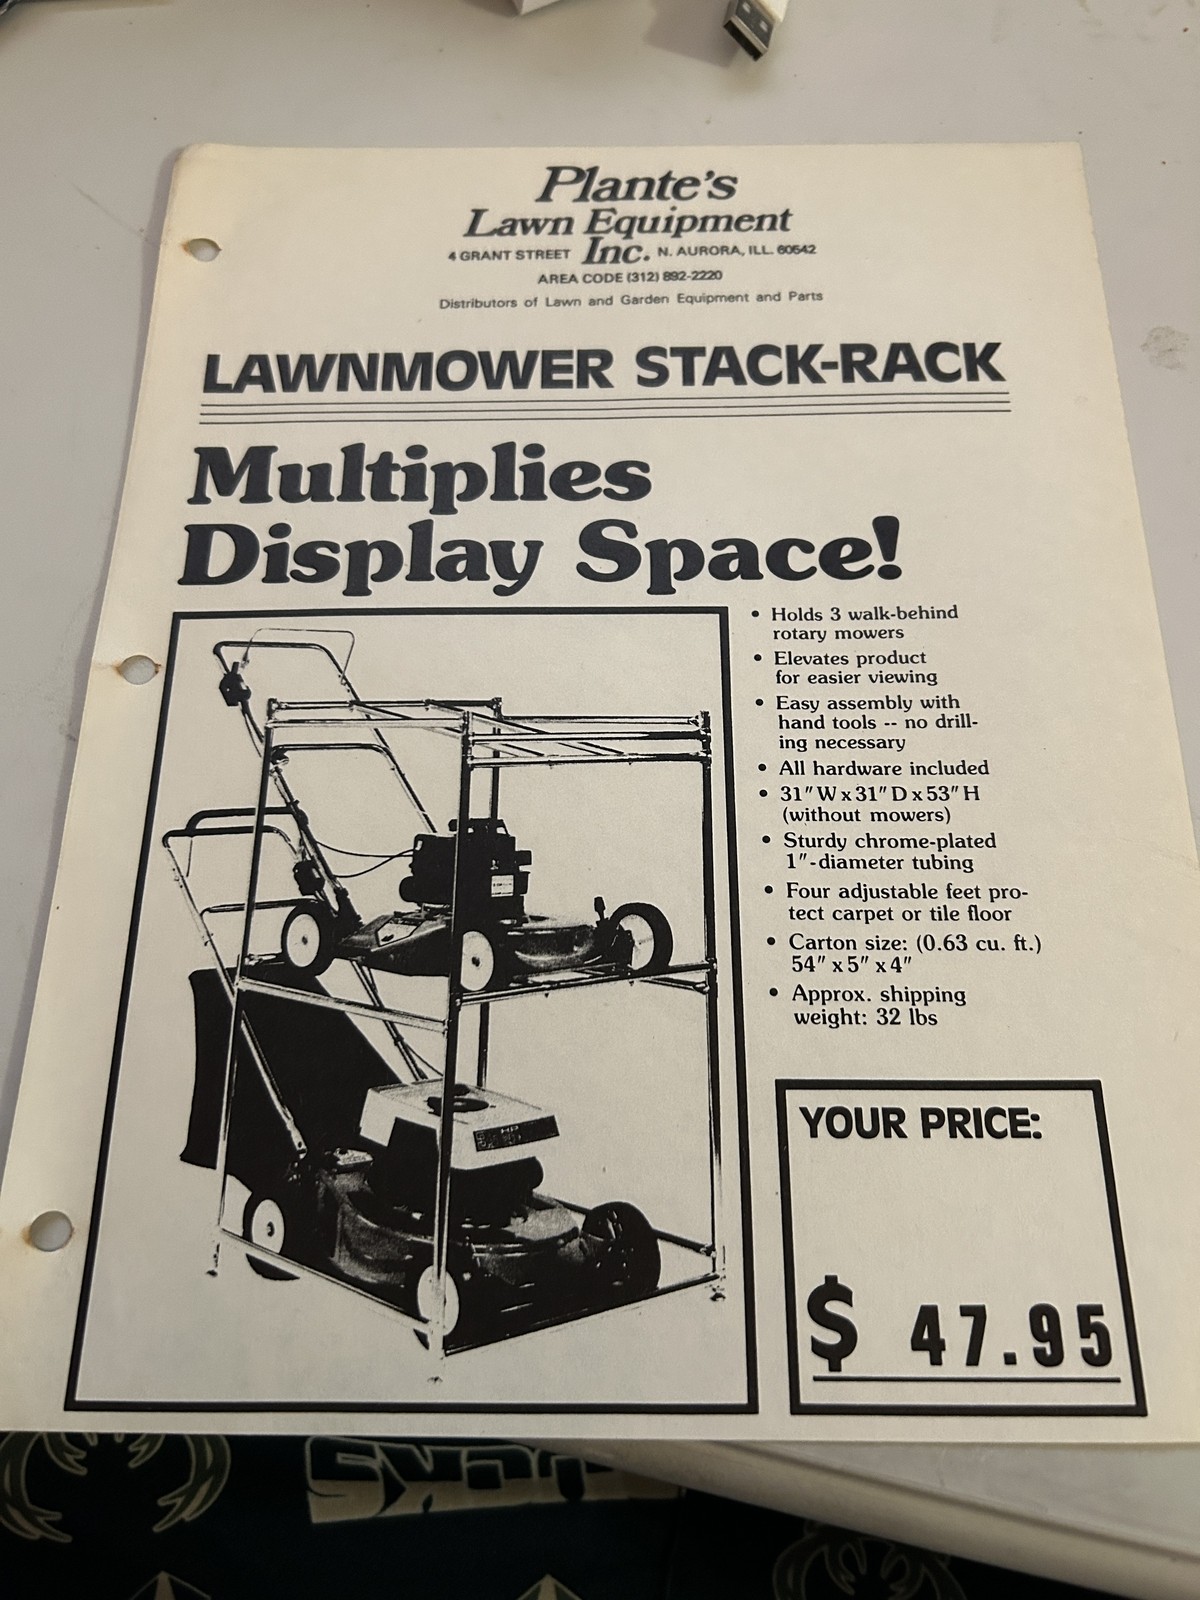 Plante's
Lawn Equipment
4 GRANT STREET Inc. N. AURORA, ILL. 60542
AREA CODE (312) 892-2220
Distributors of Lawn and Garden Equipment and Parts
LAWNMOWER STACK-RACK
Multiplies
Display Space!
• Holds 3 walk-behind
rotary mowers
• Elevates product
for easier viewing
• Easy assembly with
hand tools -- no drill-
ing necessary
• All hardware included
• 31" W x 31" D x 53" H
(without mowers)
• Sturdy chrome-plated
1"-diameter tubing
• Four adjustable feet pro-
tect carpet or tile floor
• Carton size: (0.63 cu. ft.)
54" x 5" x 4"
• Approx. shipping
weight: 32 lbs
YOUR PRICE:
$ 47.95
HP
UCKS